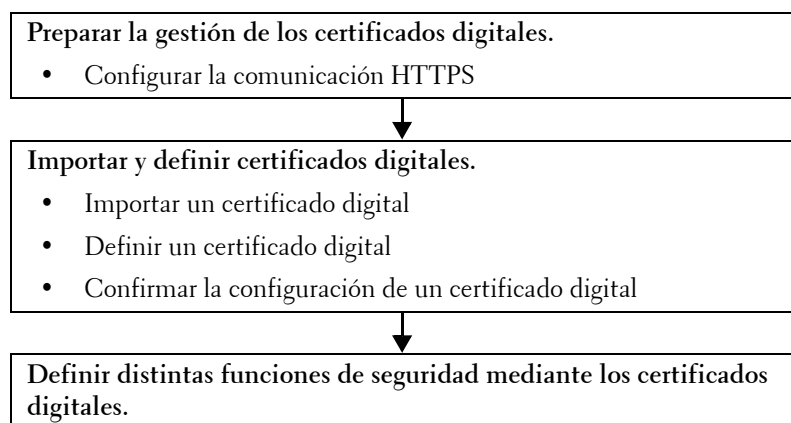 Preparar la gestión de los certificados digitales.
• Configurar la comunicación HTTPS
Importar y definir certificados digitales.
• Importar un certificado digital
• Definir un certificado digital
• Confirmar la configuración de un certificado digital
Definir distintas funciones de seguridad mediante los certificados
digitales.